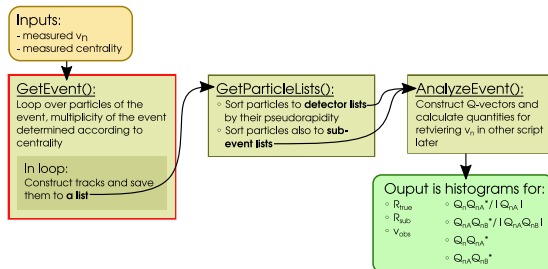 Inputs:
- measured vn
- measured centrality
GetEvent():
Loop over particles of the
event, multiplicity of the event
determined according to
centrality
In loop:
Construct tracks and save
them to a list
GetParticleLists():
◦ Sort particles to detector lists
by their pseudorapidity
◦ Sort particles also to sub-
event lists
AnalyzeEvent():
Construct Q-vectors and
calculate quantities for
retviering vn in other script
later
Ouput is histograms for:
◦ Rtrue
◦ Rsub
◦ vobs
◦ QnQnA*/|QnA|
◦ QnAQnB*/|QnAQnB|
◦ QnQnA*
◦ QnAQnB*